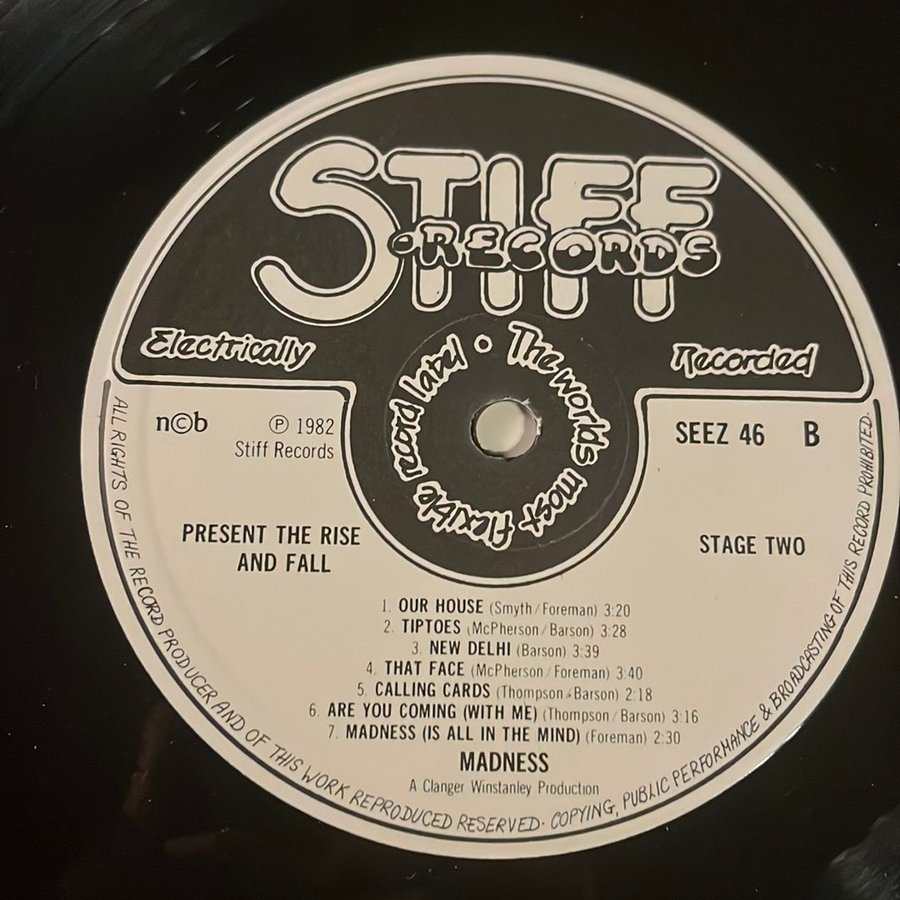 STIFF
RECORDS
Electrically
Recorded
The worlds most flexible record label
n©b
Ⓟ 1982
Stiff Records
SEEZ 46 B
PRESENT THE RISE
AND FALL
STAGE TWO
1. OUR HOUSE (Smyth/Foreman) 3:20
2. TIPTOES (McPherson/Barson) 3:28
3. NEW DELHI (Barson) 3:39
4. THAT FACE (McPherson/Foreman) 3:40
5. CALLING CARDS (Thompson-Barson) 2:18
6. ARE YOU COMING (WITH ME) (Thompson/Barson) 3:16
7. MADNESS (IS ALL IN THE MIND) (Foreman) 2:30
MADNESS
A Clanger Winstanley Production
ALL RIGHTS OF THE RECORD PRODUCER AND OF THIS WORK REPRODUCED RESERVED· COPYING, PUBLIC PERFORMANCE & BROADCASTING OF THIS RECORD PROHIBITED.